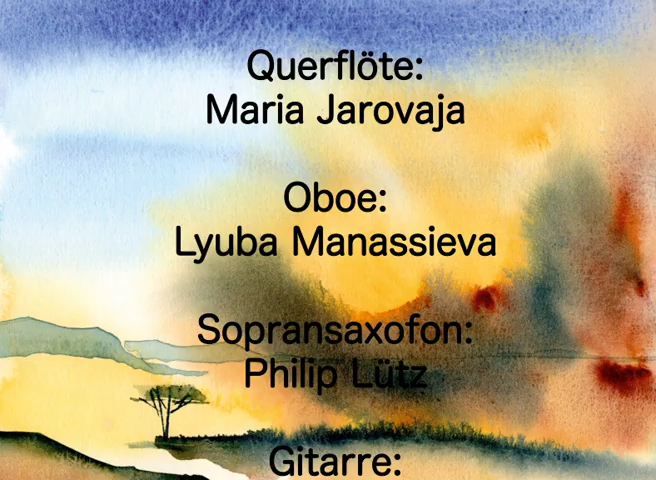 Querflöte:
Maria Jarovaja
Oboe:
Lyuba Manassieva
Sopransaxofon:
Philip Lütz
Gitarre: